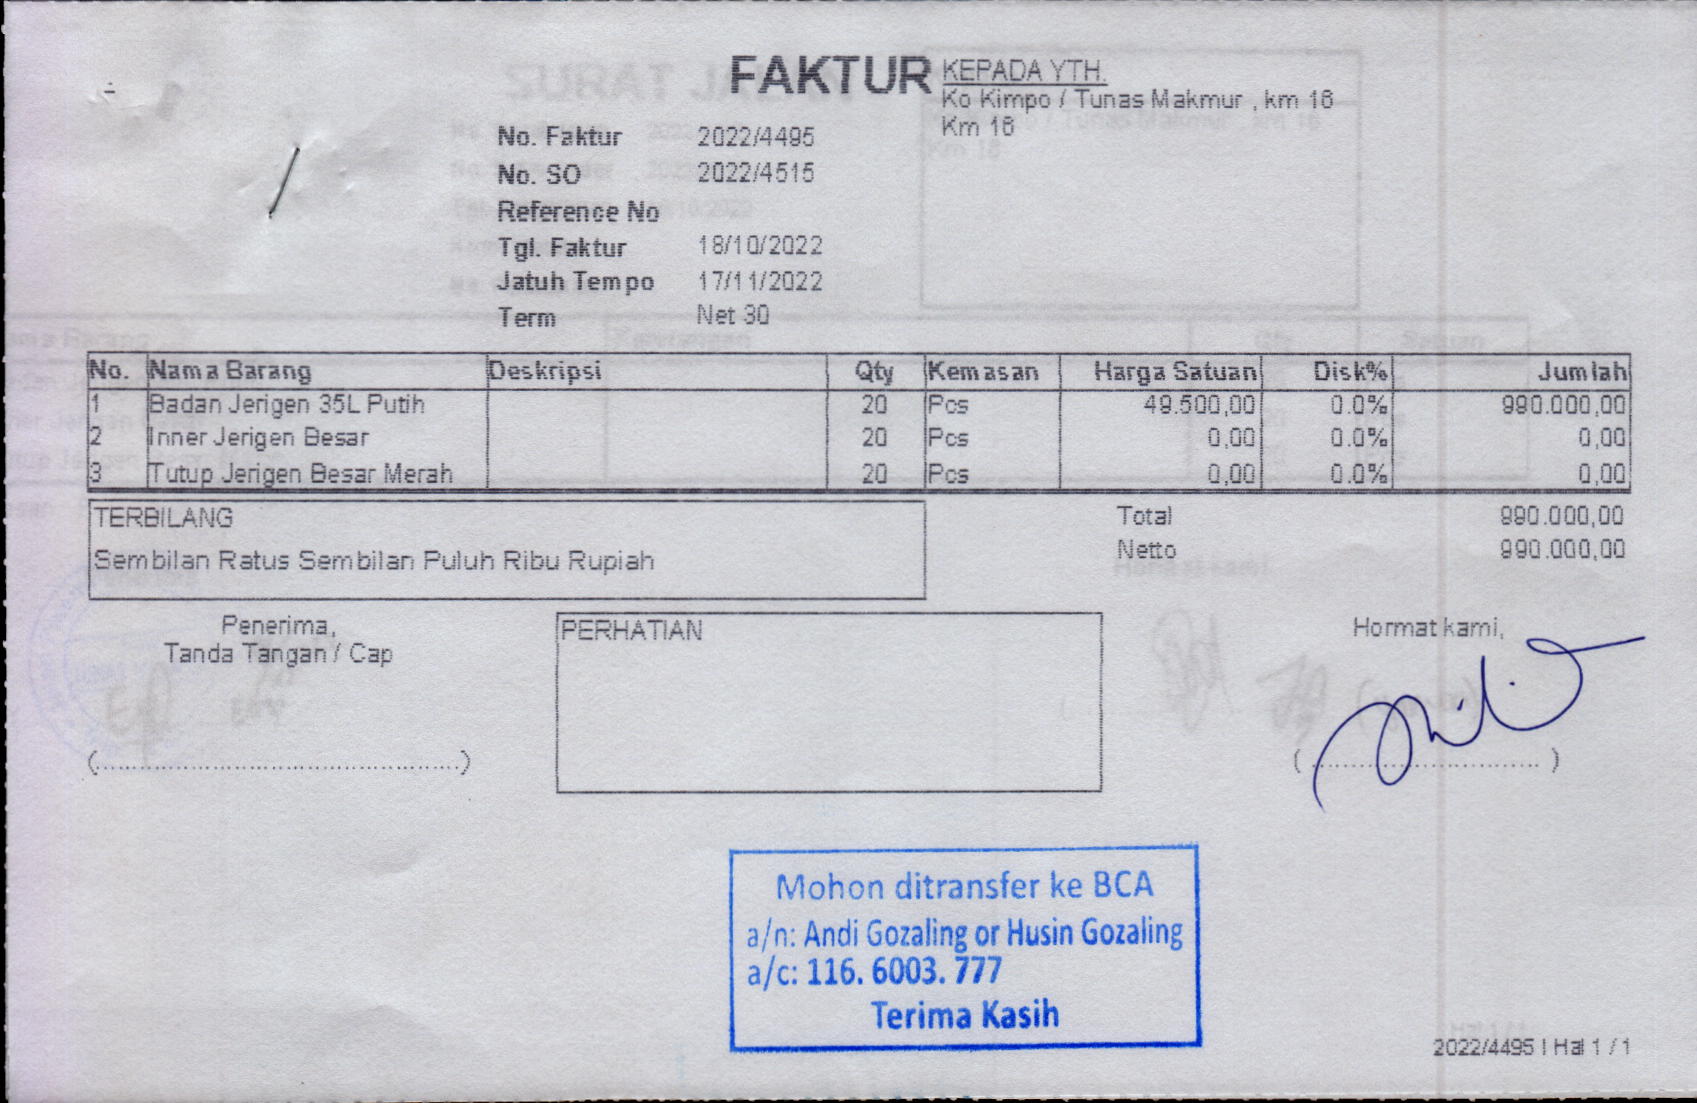 FAKTUR
KEPADA YTH.
Ko Kimpo / Tunas Makmur , km 16
Km 16
No. Faktur 2022/4495
No. SO 2022/4515
Reference No
Tgl. Faktur 18/10/2022
Jatuh Tempo 17/11/2022
Term Net 30
No. Nama Barang Deskripsi Qty Kemasan Harga Satuan Disk% Jumlah
1 Badan Jerigen 35L Putih 20 Pcs 49.500,00 0.0% 990.000,00
2 Inner Jerigen Besar 20 Pcs 0,00 0.0% 0,00
3 Tutup Jerigen Besar Merah 20 Pcs 0,00 0.0% 0,00
TERBILANG
Sembilan Ratus Sembilan Puluh Ribu Rupiah
Total 990.000,00
Netto 990.000,00
Penerima,
Tanda Tangan / Cap
(..............................................)
PERHATIAN
Hormat kami,
( ............................. )
Mohon ditransfer ke BCA
a/n: Andi Gozaling or Husin Gozaling
a/c: 116. 6003. 777
Terima Kasih
2022/4495 | Hal 1 / 1